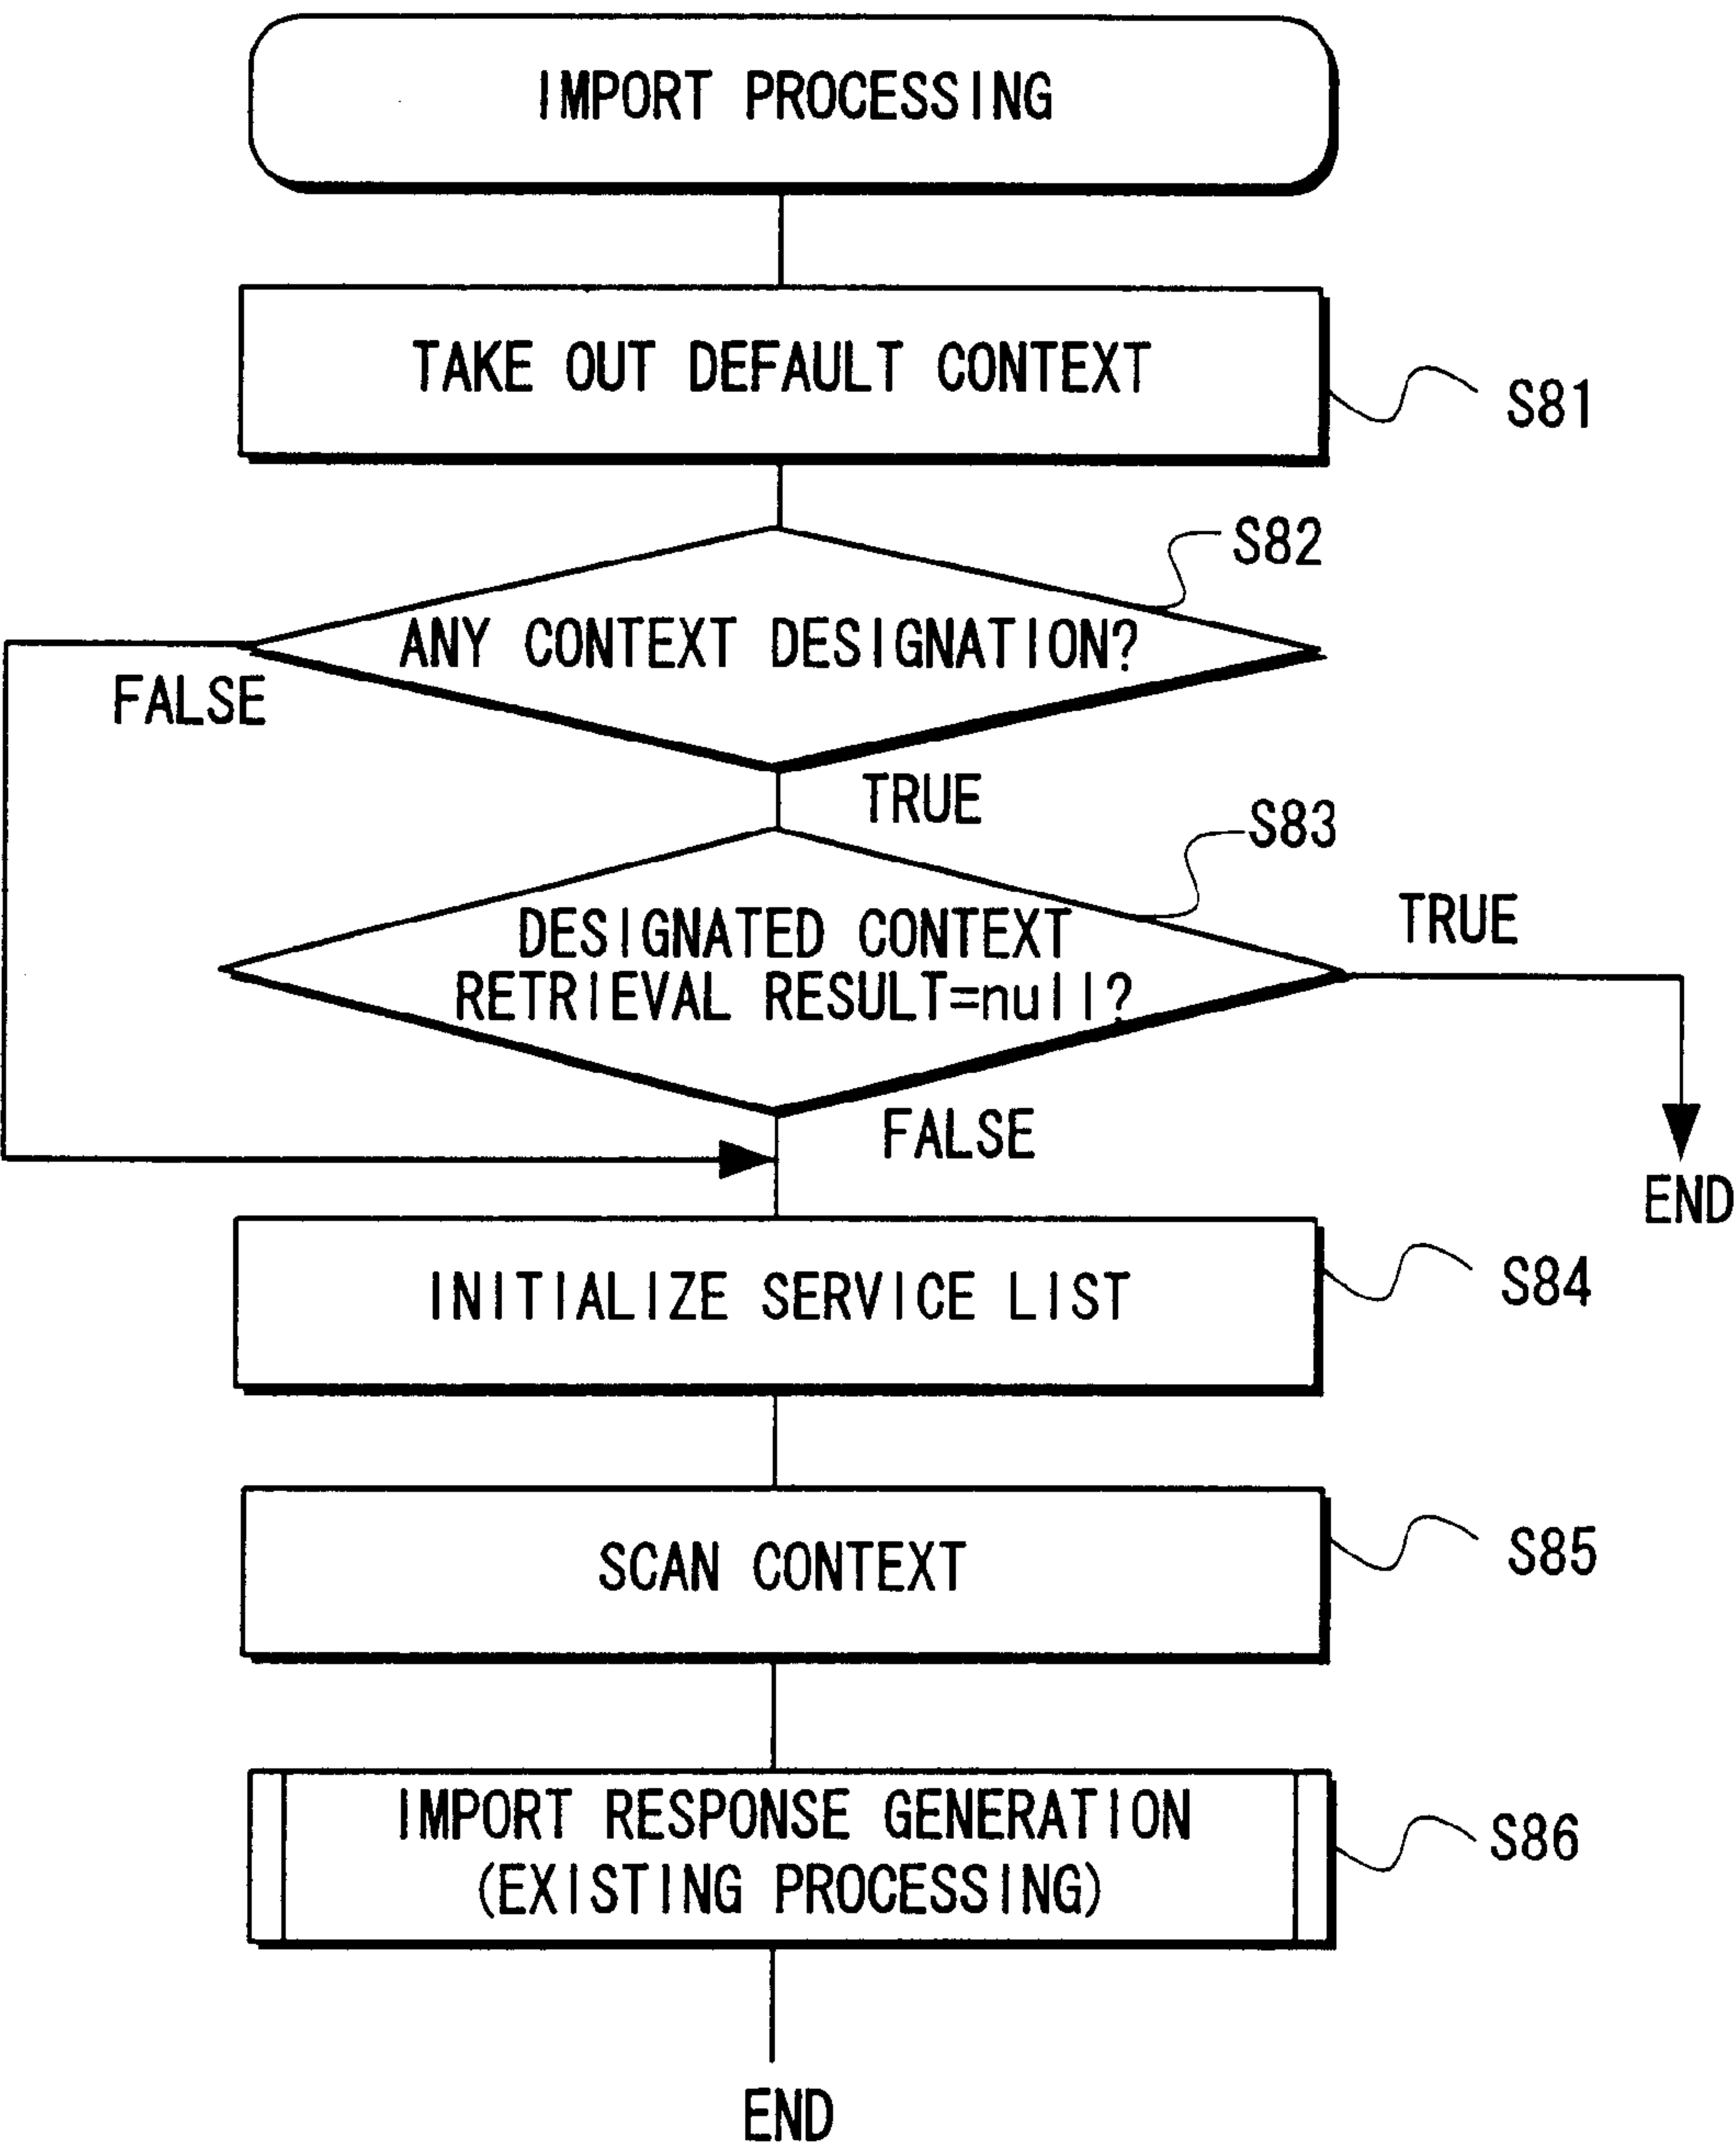 IMPORT PROCESSING
TAKE OUT DEFAULT CONTEXT
S81
S82
ANY CONTEXT DESIGNATION?
FALSE
TRUE
S83
DESIGNATED CONTEXT
RETRIEVAL RESULT=null?
TRUE
FALSE
END
INITIALIZE SERVICE LIST
S84
SCAN CONTEXT
S85
IMPORT RESPONSE GENERATION
(EXISTING PROCESSING)
S86
END